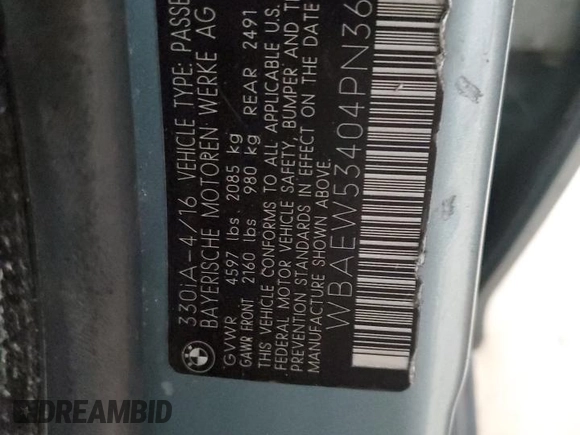 330iA-4/16 VEHICLE TYPE: PASSE
BAYERISCHE MOTOREN WERKE AG
GVWR 4597 lbs 2085 kg
GAWR FRONT 2160 lbs 980 kg REAR 2491
THIS VEHICLE CONFORMS TO ALL APPLICABLE U.S.
FEDERAL MOTOR VEHICLE SAFETY, BUMPER AND T
PREVENTION STANDARDS IN EFFECT ON THE DATE
MANUFACTURE SHOWN ABOVE.
WBAEW53404PN36
BMW
DREAMBID